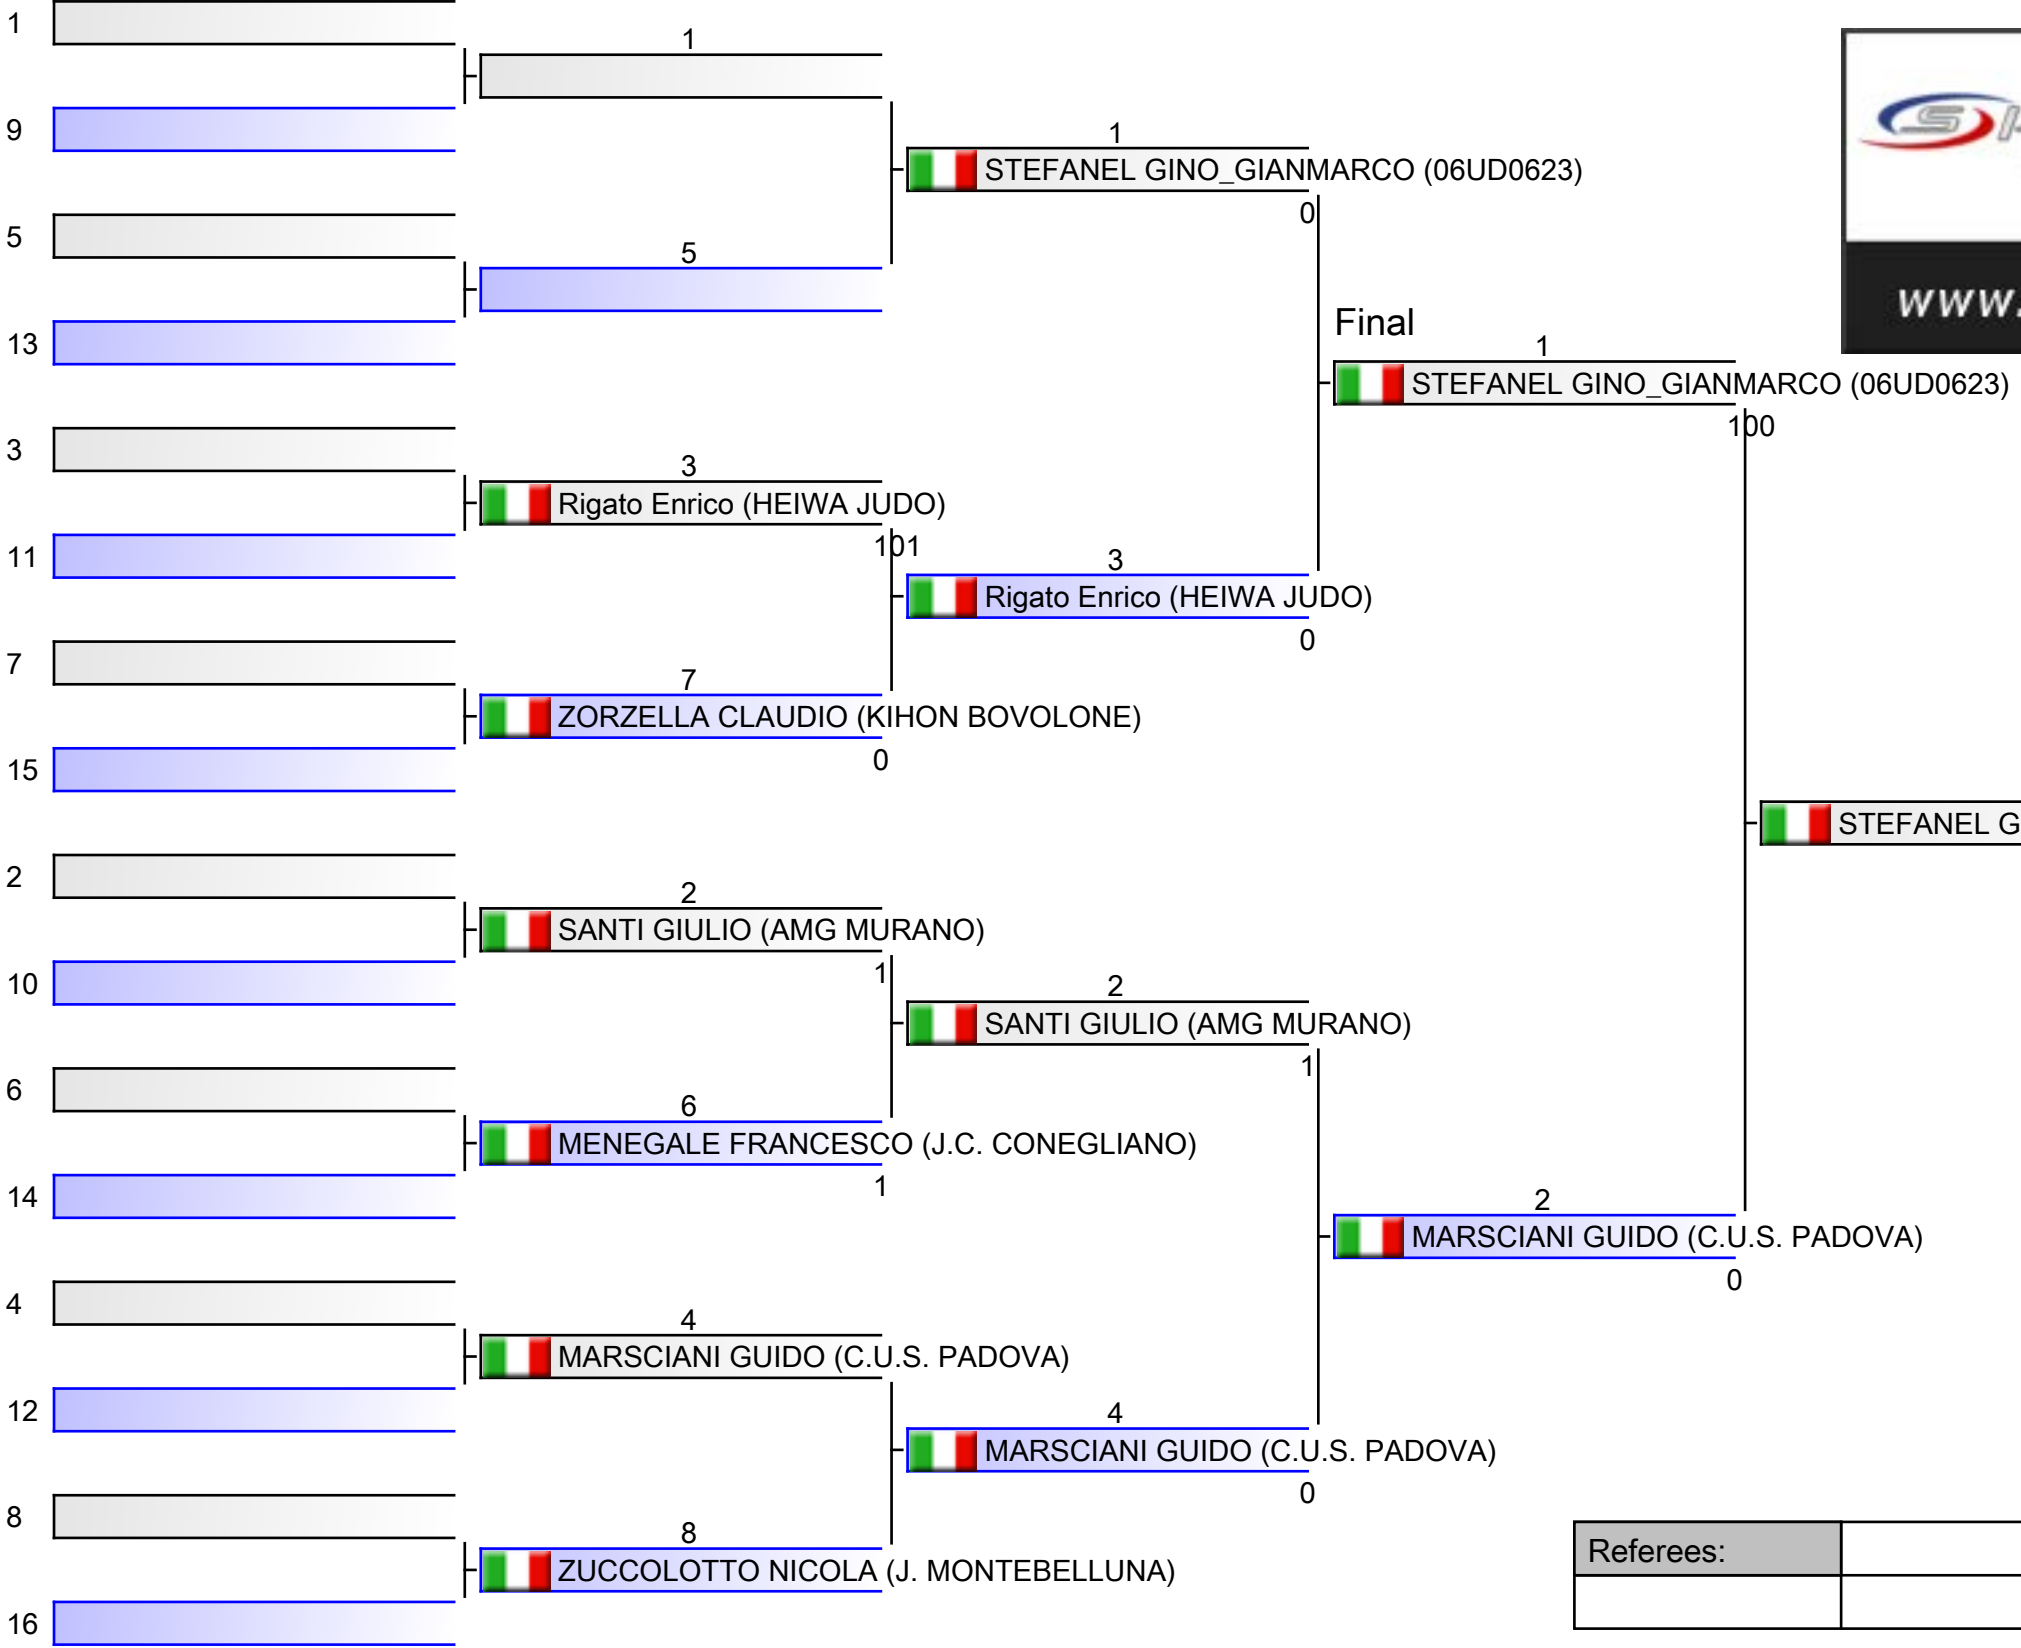 1
1
9
1
STEFANEL GINO_GIANMARCO (06UD0623)
0
5
5
13
Final
1
STEFANEL GINO_GIANMARCO (06UD0623)
100
WWW.
3
3
Rigato Enrico (HEIWA JUDO)
101
11
3
Rigato Enrico (HEIWA JUDO)
0
7
7
ZORZELLA CLAUDIO (KIHON BOVOLONE)
0
15
STEFANEL G
2
2
SANTI GIULIO (AMG MURANO)
1
10
2
SANTI GIULIO (AMG MURANO)
1
6
6
MENEGALE FRANCESCO (J.C. CONEGLIANO)
1
14
2
MARSCIANI GUIDO (C.U.S. PADOVA)
0
4
4
MARSCIANI GUIDO (C.U.S. PADOVA)
12
4
MARSCIANI GUIDO (C.U.S. PADOVA)
0
8
8
ZUCCOLOTTO NICOLA (J. MONTEBELLUNA)
16
Referees: